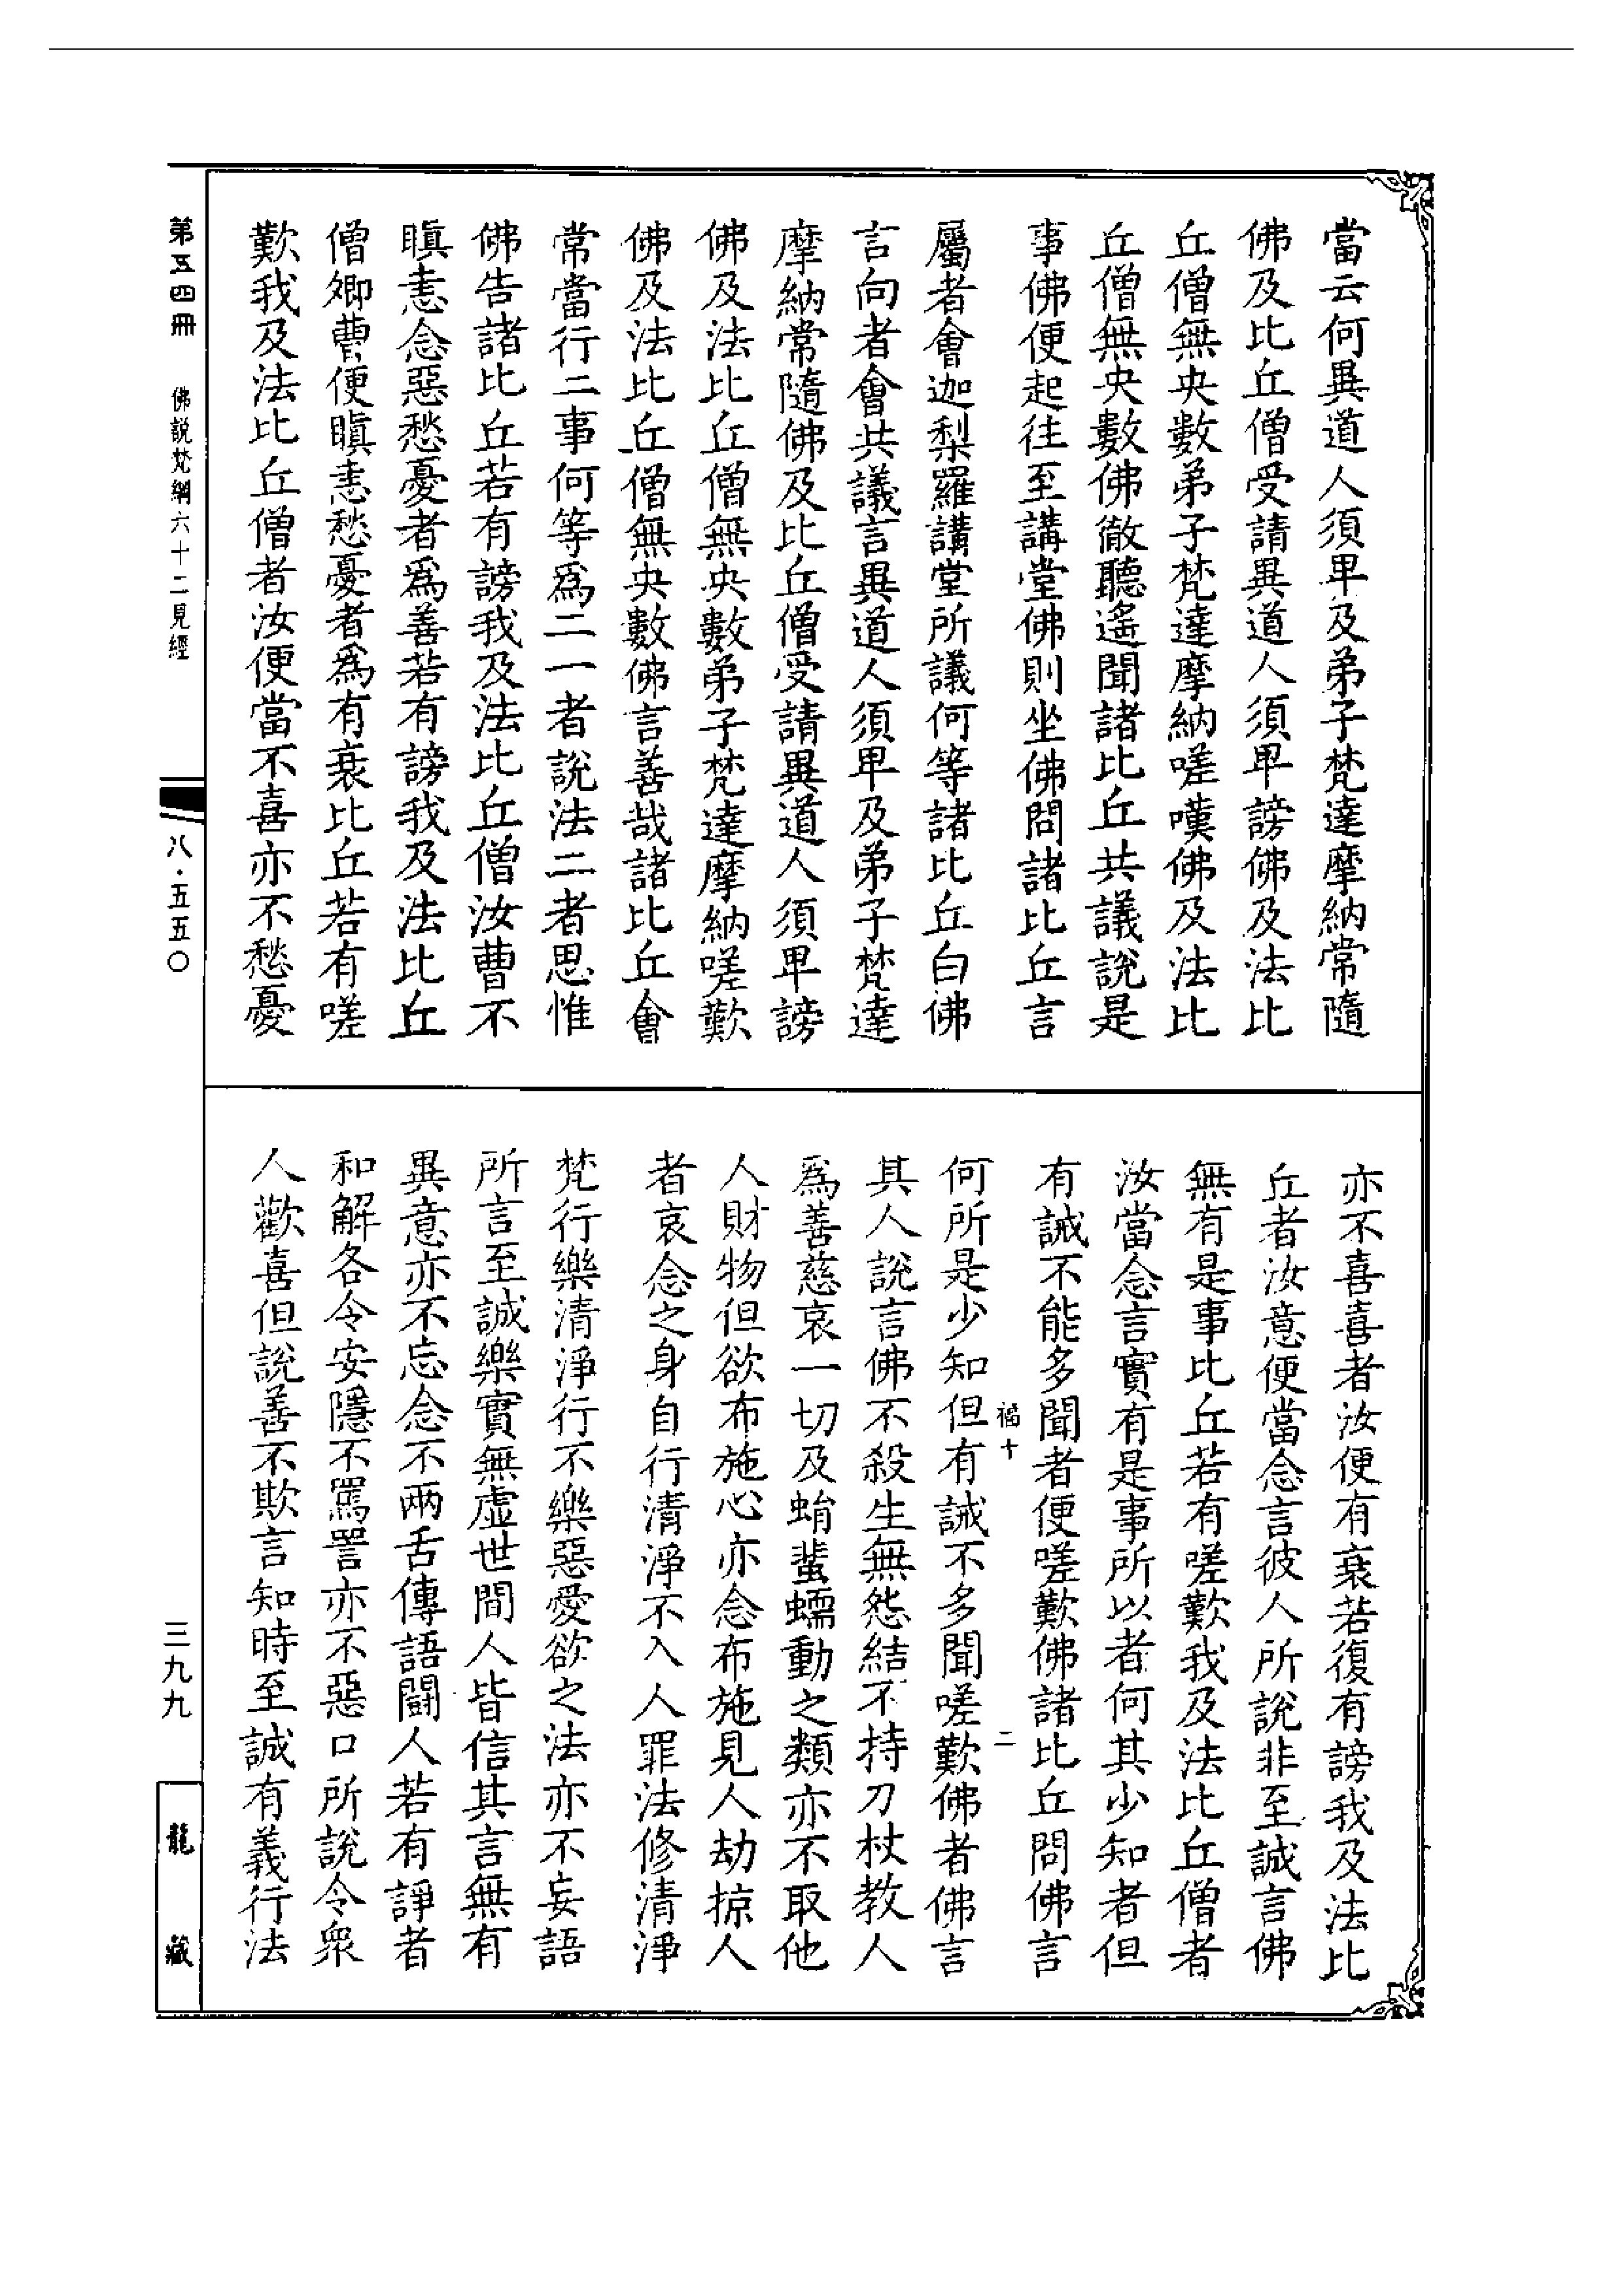 當云何異道人須卑及弟子梵達摩納常隨
佛及比丘僧受請異道人須卑謗佛及法比
丘僧無央數弟子梵達摩納嗟嘆佛及法比
丘僧無央數佛徹聽遙聞諸比丘共議說是
事佛便起往至講堂佛則坐佛問諸比丘言
屬者會迦梨羅講堂所議何等諸比丘白佛
言向者會共議言異道人須卑及弟子梵達
摩納常隨佛及比丘僧受請異道人須卑謗
佛及法比丘僧無央數弟子梵達摩納嗟歎
佛及法比丘僧無央數佛言善哉諸比丘會
常當行二事何等為二一者說法二者思惟
佛告諸比丘若有謗我及法比丘僧汝曹不
瞋恚念惡愁憂者為善若有謗我及法比丘
僧卿曹便瞋恚愁憂者為有衰比丘若有嗟
歎我及法比丘僧者汝便當不喜亦不愁憂
亦不喜喜者汝便有衰若復有謗我及法比
丘者汝意便當念言彼人所說非至誠言佛
無有是事比丘若有嗟歎我及法比丘僧者
汝當念言實有是事所以者何其少知者但
有誡不能多聞者便嗟歎佛諸比丘問佛言
福十 二
何所是少知但有誡不多聞嗟歎佛者佛言
其人說言佛不殺生無怨結不持刀杖教人
為善慈哀一切及蛸蜚蠕動之類亦不取他
人財物但欲布施心亦念布施見人劫掠人
者哀念之身自行清淨不入人罪法修清淨
梵行樂清淨行不樂惡愛欲之法亦不妄語
所言至誠樂實無虛世間人皆信其言無有
異意亦不忘念不兩舌傳語鬬人若有諍者
和解各令安隱不罵詈亦不惡口所說令眾
人歡喜但說善不欺言知時至誠有義行法
第五四冊 佛說梵網六十二見經
八·五五〇
三九九
龍藏